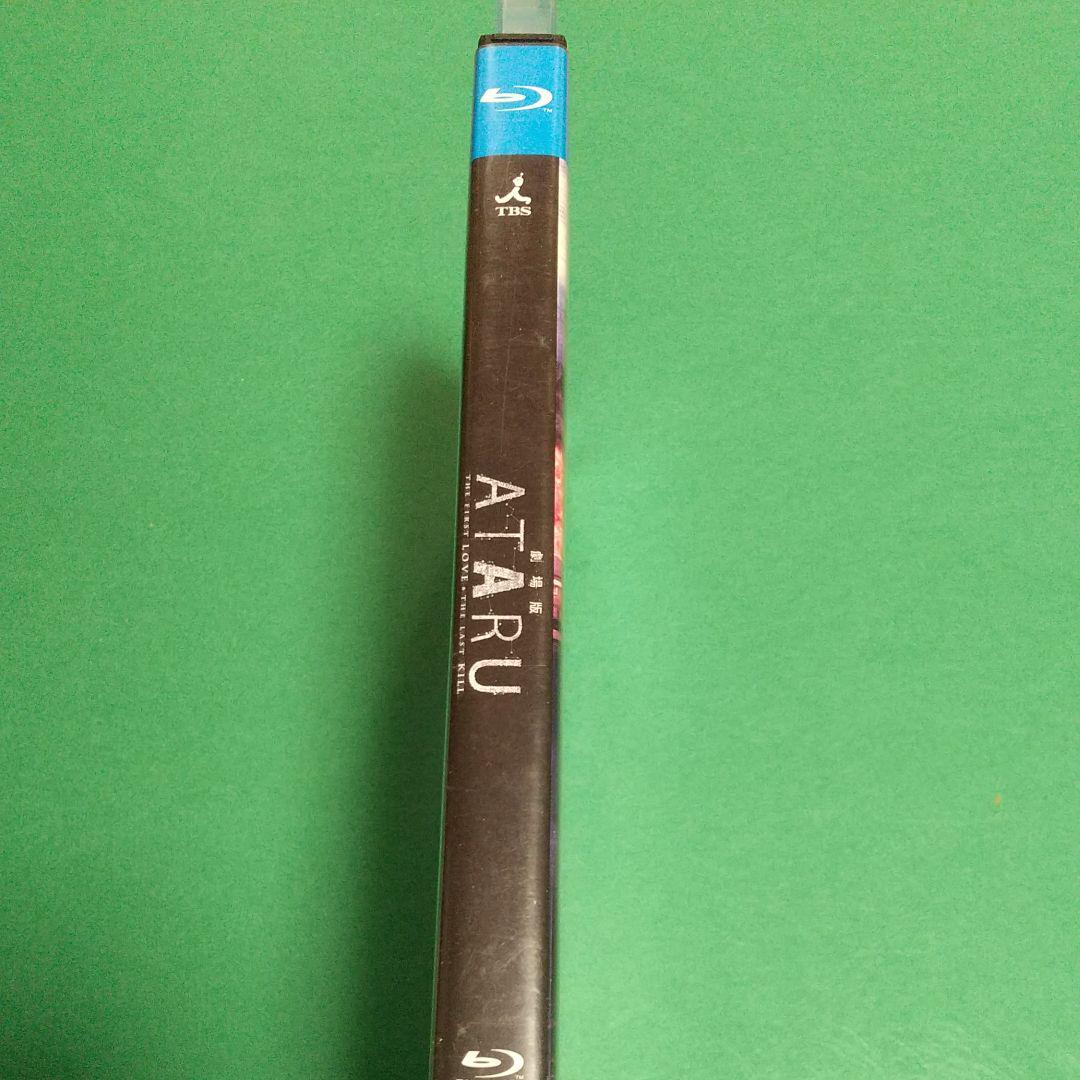 TBS
劇場版
ATARU
THE FIRST LOVE & THE LAST KILL